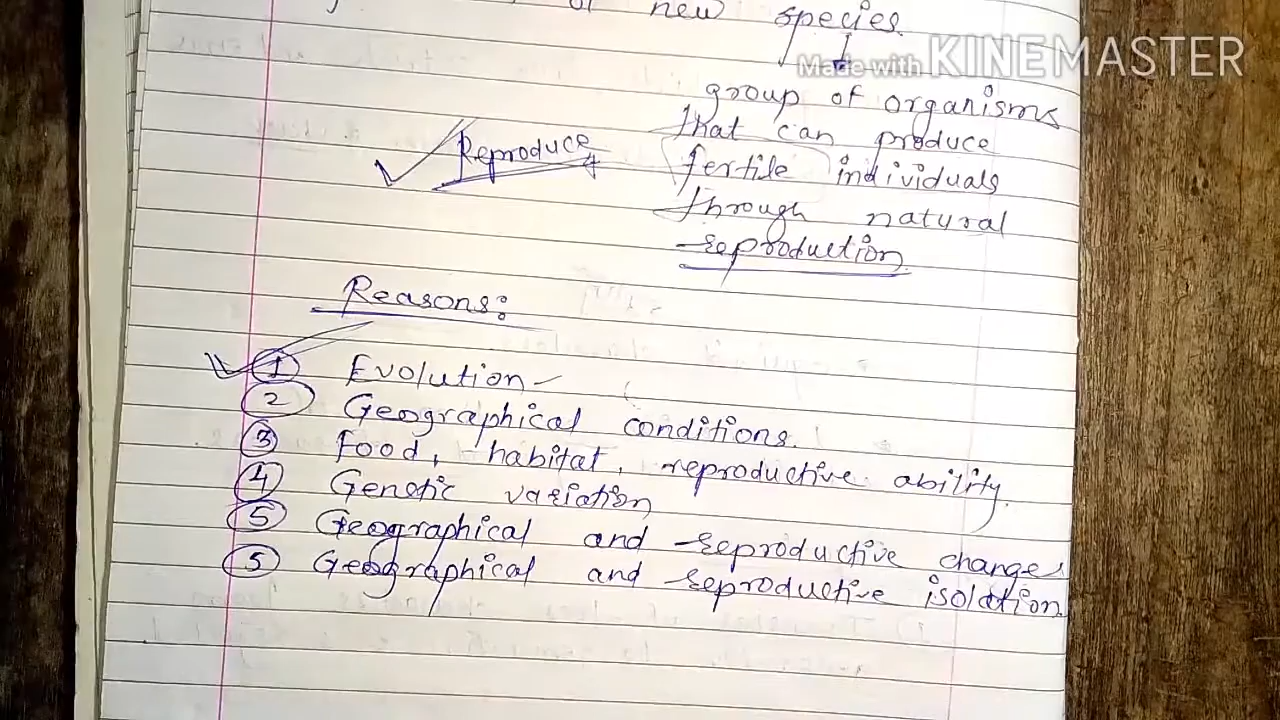 of new species.
Made with KINEMASTER
group of organisms
that can produce
Reproduce
fertile individuals
through natural
reproduction.
Reasons:
1 Evolution
2 Geographical conditions.
3 Food, habitat, reproductive ability.
4 Genetic variation
5 Geographical and reproductive changes
5 Geographical and reproductive isolation.